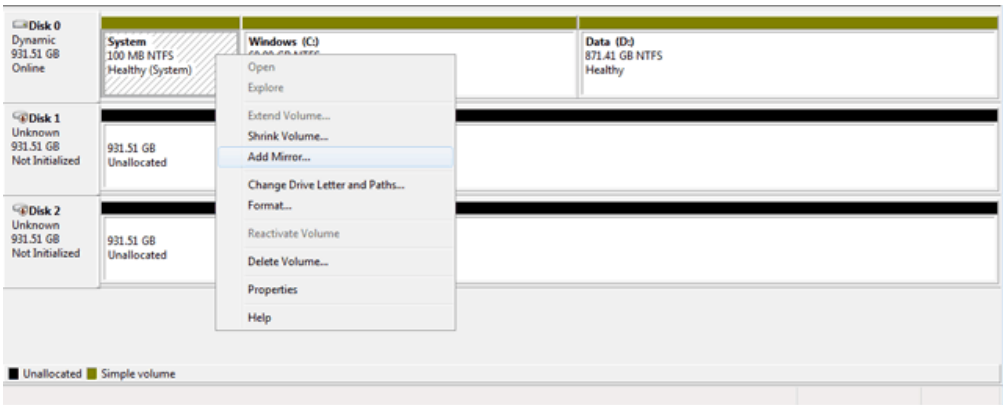 Disk 0
Dynamic
931.51 GB
Online
System
100 MB NTFS
Healthy (System)
Windows (C:)
Data (D:)
871.41 GB NTFS
Healthy
Disk 1
Unknown
931.51 GB
Not Initialized
931.51 GB
Unallocated
Disk 2
Unknown
931.51 GB
Not Initialized
931.51 GB
Unallocated
Open
Explore
Extend Volume...
Shrink Volume...
Add Mirror...
Change Drive Letter and Paths...
Format...
Reactivate Volume
Delete Volume...
Properties
Help
Unallocated Simple volume